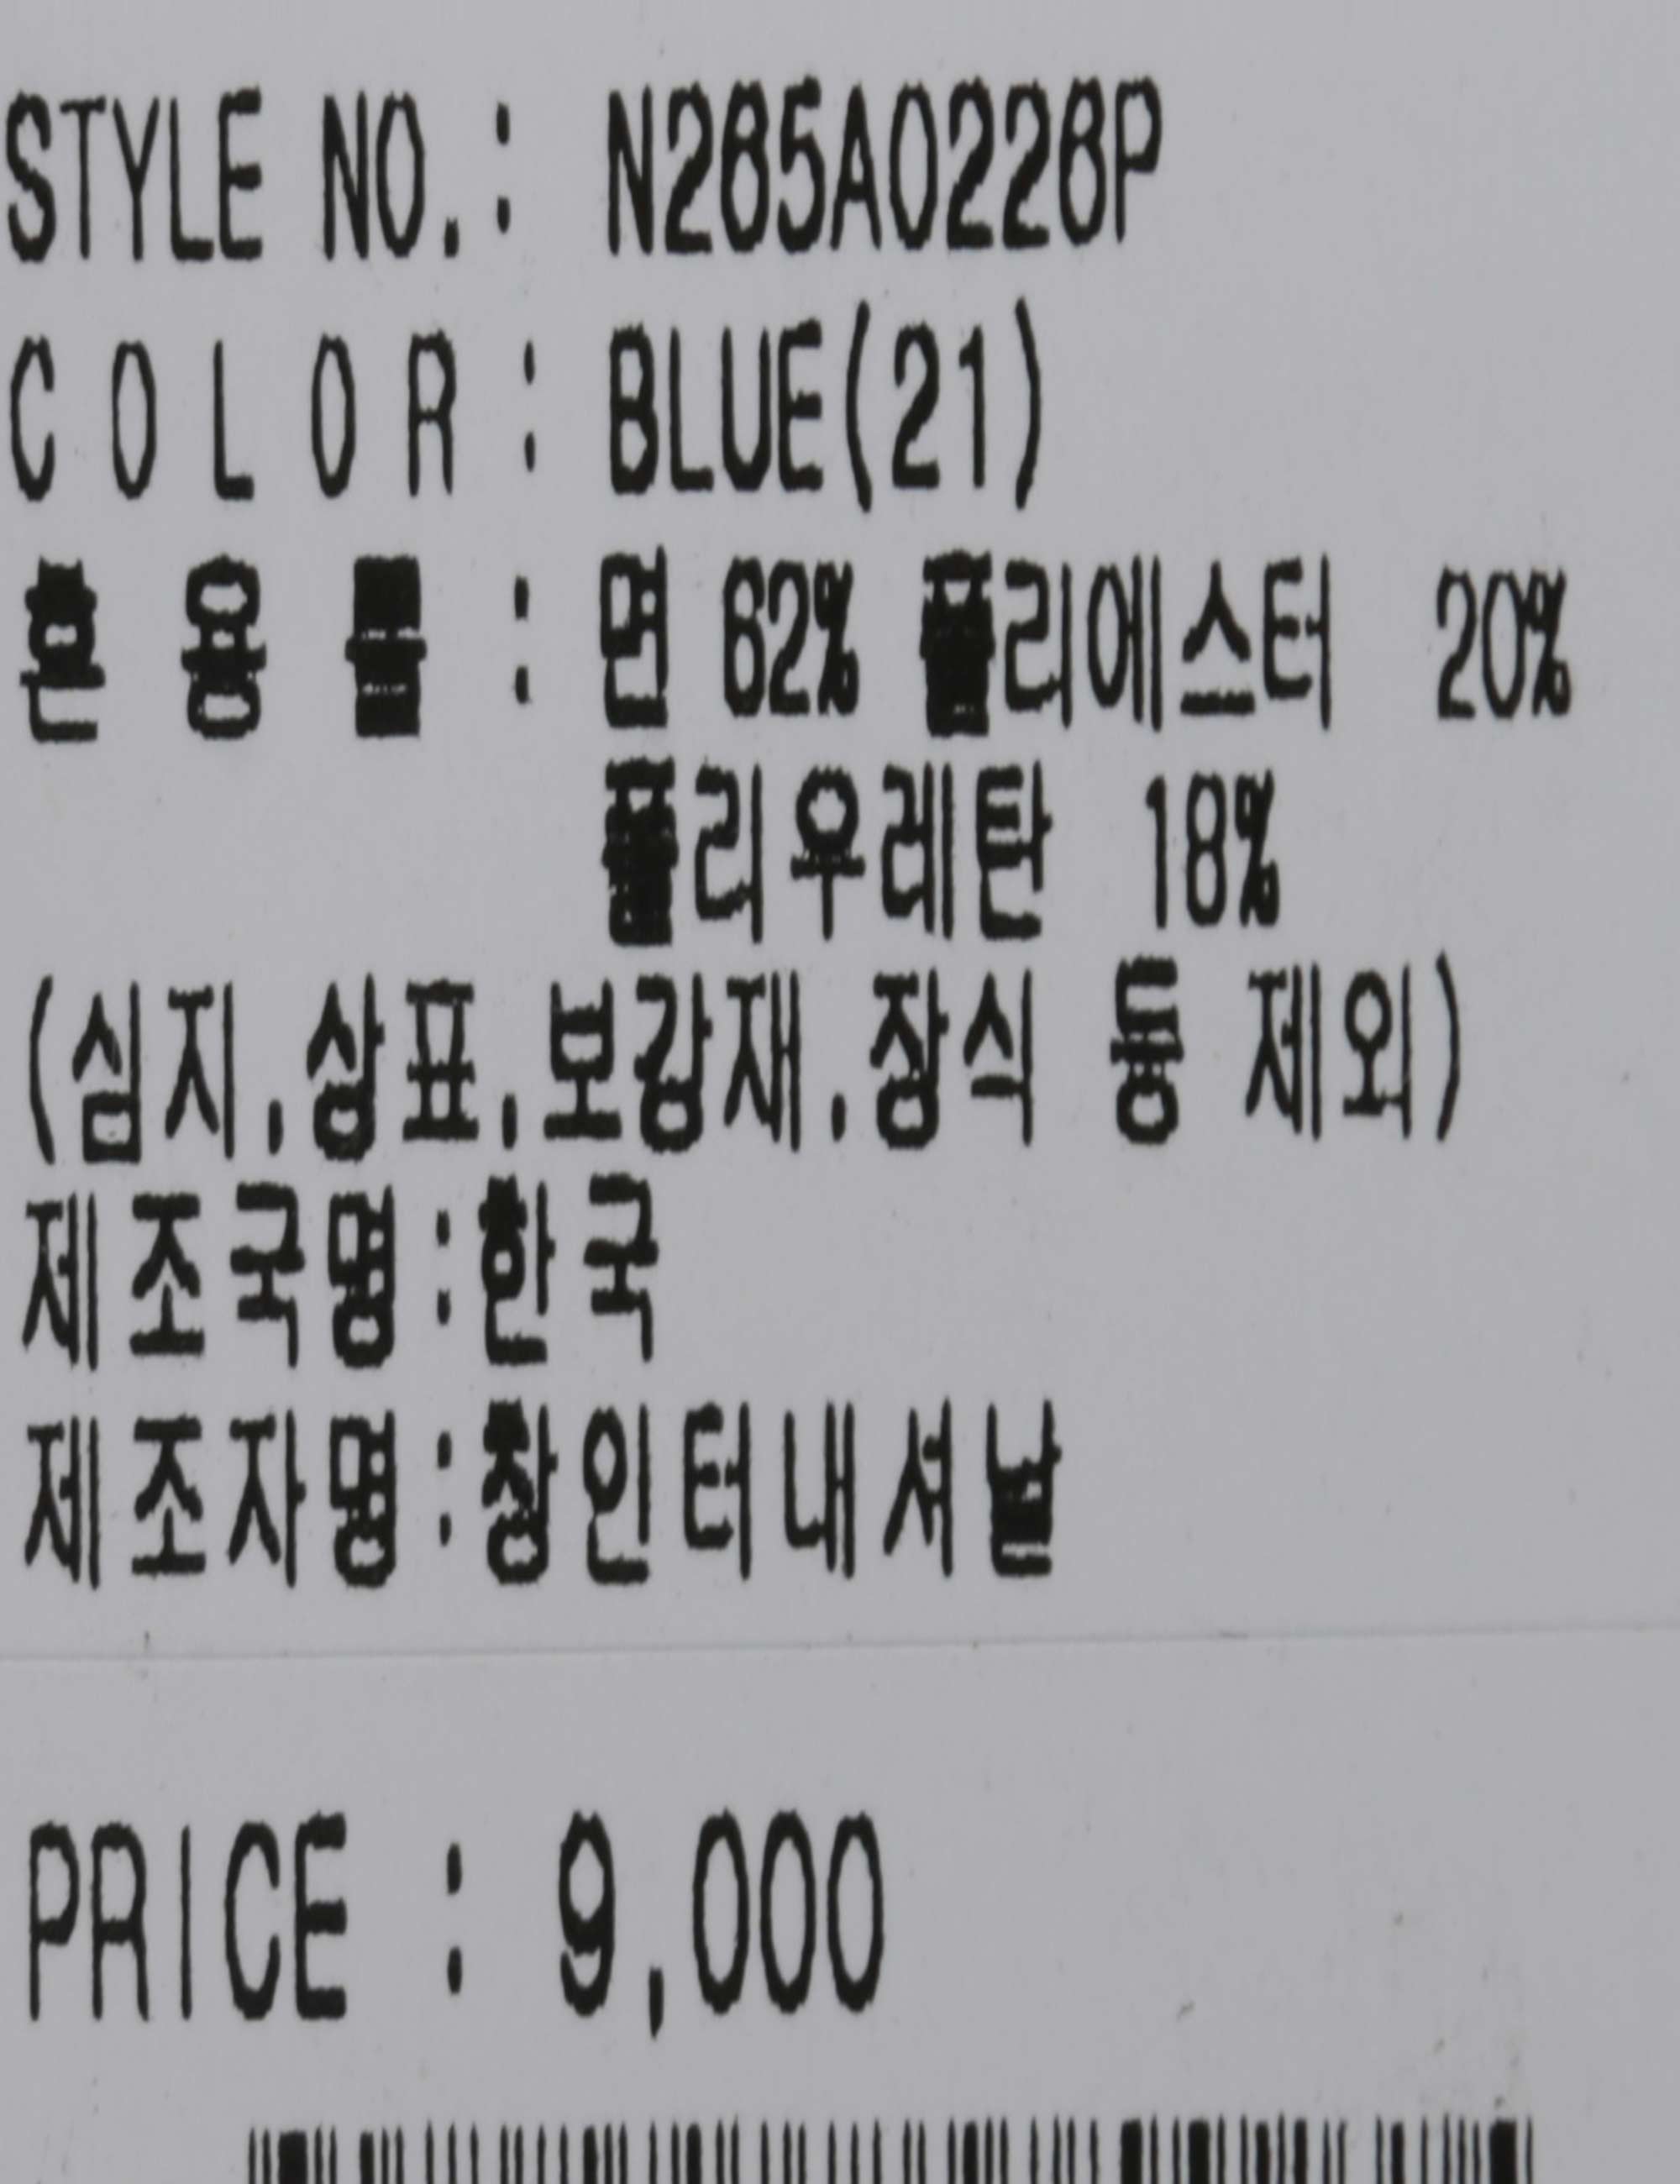 STYLE NO.: N265A0226P
COLOR: BLUE(21)
혼용률: 면 62% 폴리에스터 20%
폴리우레탄 18%
(심지.상표.보강재.장식 등 제외)
제조국명:한국
제조자명:창인터내셔날
PRICE : 9,000